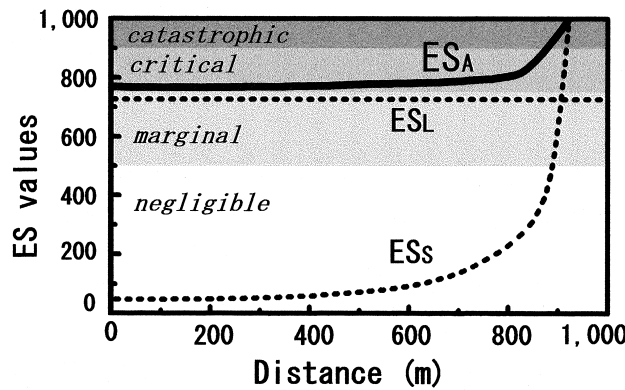 1,000
catastrophic
critical
ESA
800
ESL
600
marginal
ES values
400
negligible
200
ESS
0
0 200 400 600 800 1,000
Distance (m)